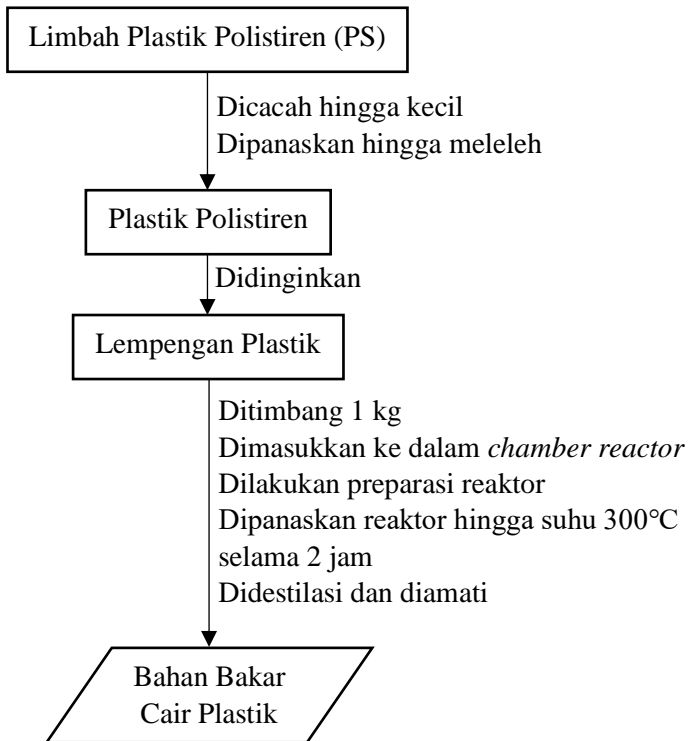 Limbah Plastik Polistiren (PS)
Dicacah hingga kecil
Dipanaskan hingga meleleh
Plastik Polistiren
Didinginkan
Lempengan Plastik
Ditimbang 1 kg
Dimasukkan ke dalam chamber reactor
Dilakukan preparasi reaktor
Dipanaskan reaktor hingga suhu 300°C
selama 2 jam
Didestilasi dan diamati
Bahan Bakar
Cair Plastik